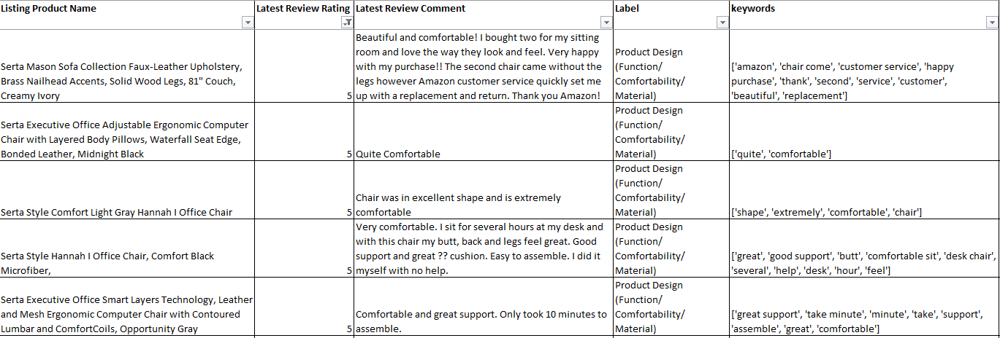 Listing Product Name Latest Review Rating Latest Review Comment Label keywords
Serta Mason Sofa Collection Faux-Leather Upholstery,
Brass Nailhead Accents, Solid Wood Legs, 81" Couch,
Creamy Ivory
5
Beautiful and comfortable! I bought two for my sitting
room and love the way they look and feel. Very happy
with my purchase!! The second chair came without the
legs however Amazon customer service quickly set me
up with a replacement and return. Thank you Amazon!
Product Design
(Function/
Comfortability/
Material)
['amazon', 'chair come', 'customer service', 'happy
purchase', 'thank', 'second', 'service', 'customer',
'beautiful', 'replacement']
Serta Executive Office Adjustable Ergonomic Computer
Chair with Layered Body Pillows, Waterfall Seat Edge,
Bonded Leather, Midnight Black
5
Quite Comfortable
Product Design
(Function/
Comfortability/
Material)
['quite', 'comfortable']
Serta Style Comfort Light Gray Hannah I Office Chair
5
Chair was in excellent shape and is extremely
comfortable
Product Design
(Function/
Comfortability/
Material)
['shape', 'extremely', 'comfortable', 'chair']
Serta Style Hannah I Office Chair, Comfort Black
Microfiber,
5
Very comfortable. I sit for several hours at my desk and
with this chair my butt, back and legs feel great. Good
support and great ?? cushion. Easy to assemble. I did it
myself with no help.
Product Design
(Function/
Comfortability/
Material)
['great', 'good support', 'butt', 'comfortable sit', 'desk chair',
'several', 'help', 'desk', 'hour', 'feel']
Serta Executive Office Smart Layers Technology, Leather
and Mesh Ergonomic Computer Chair with Contoured
Lumbar and ComfortCoils, Opportunity Gray
5
Comfortable and great support. Only took 10 minutes to
assemble.
Product Design
(Function/
Comfortability/
Material)
['great support', 'take minute', 'minute', 'take', 'support',
'assemble', 'great', 'comfortable']